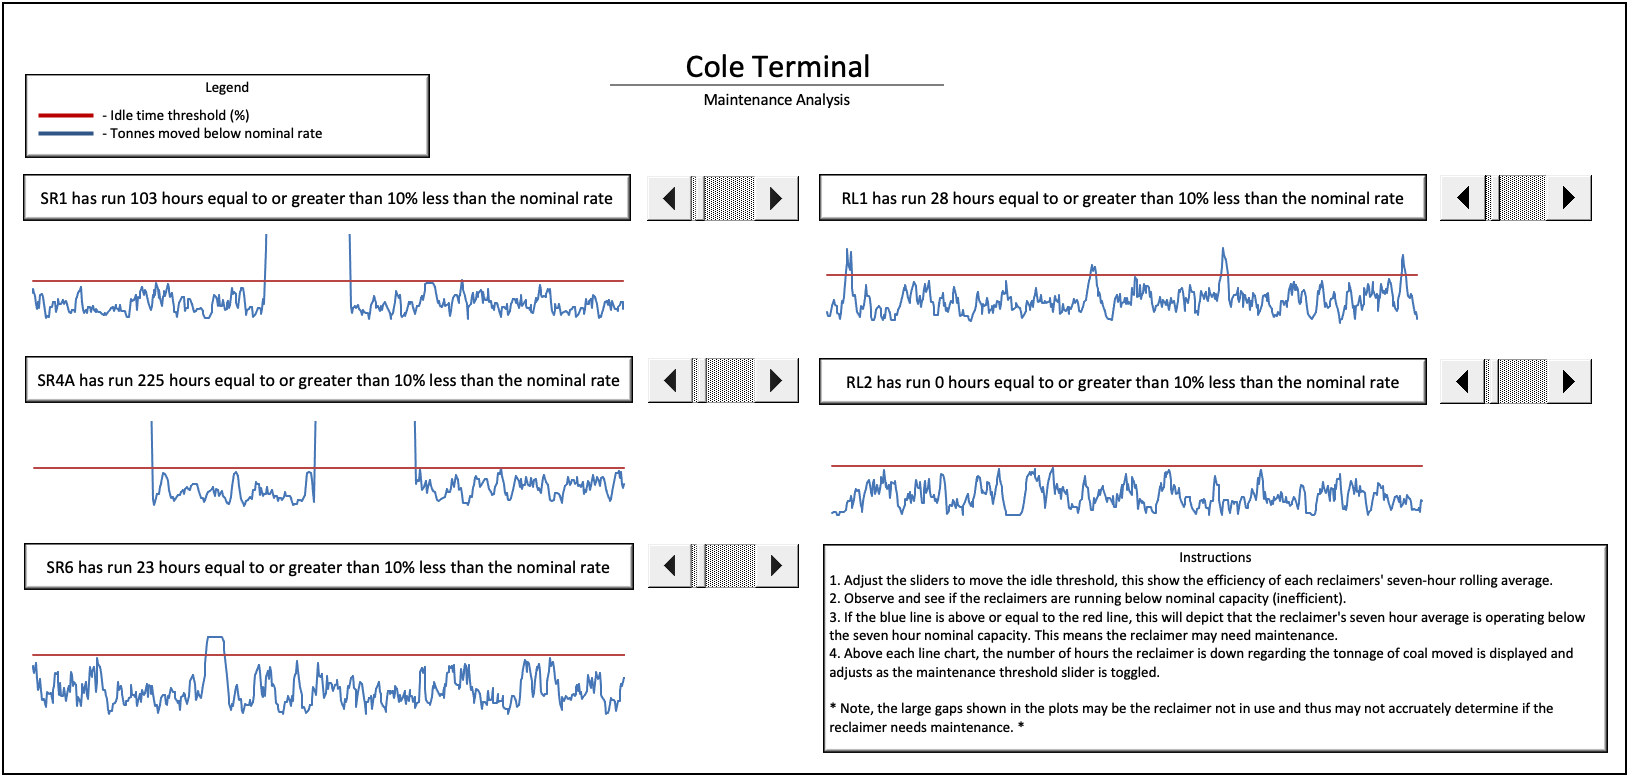 Cole Terminal
Maintenance Analysis
Legend
- Idle time threshold (%)
- Tonnes moved below nominal rate
SR1 has run 103 hours equal to or greater than 10% less than the nominal rate
RL1 has run 28 hours equal to or greater than 10% less than the nominal rate
SR4A has run 225 hours equal to or greater than 10% less than the nominal rate
RL2 has run 0 hours equal to or greater than 10% less than the nominal rate
SR6 has run 23 hours equal to or greater than 10% less than the nominal rate
Instructions
1. Adjust the sliders to move the idle threshold, this show the efficiency of each reclaimers' seven-hour rolling average.
2. Observe and see if the reclaimers are running below nominal capacity (inefficient).
3. If the blue line is above or equal to the red line, this will depict that the reclaimer's seven hour average is operating below
the seven hour nominal capacity. This means the reclaimer may need maintenance.
4. Above each line chart, the number of hours the reclaimer is down regarding the tonnage of coal moved is displayed and
adjusts as the maintenance threshold slider is toggled.
* Note, the large gaps shown in the plots may be the reclaimer not in use and thus may not accruately determine if the
reclaimer needs maintenance. *